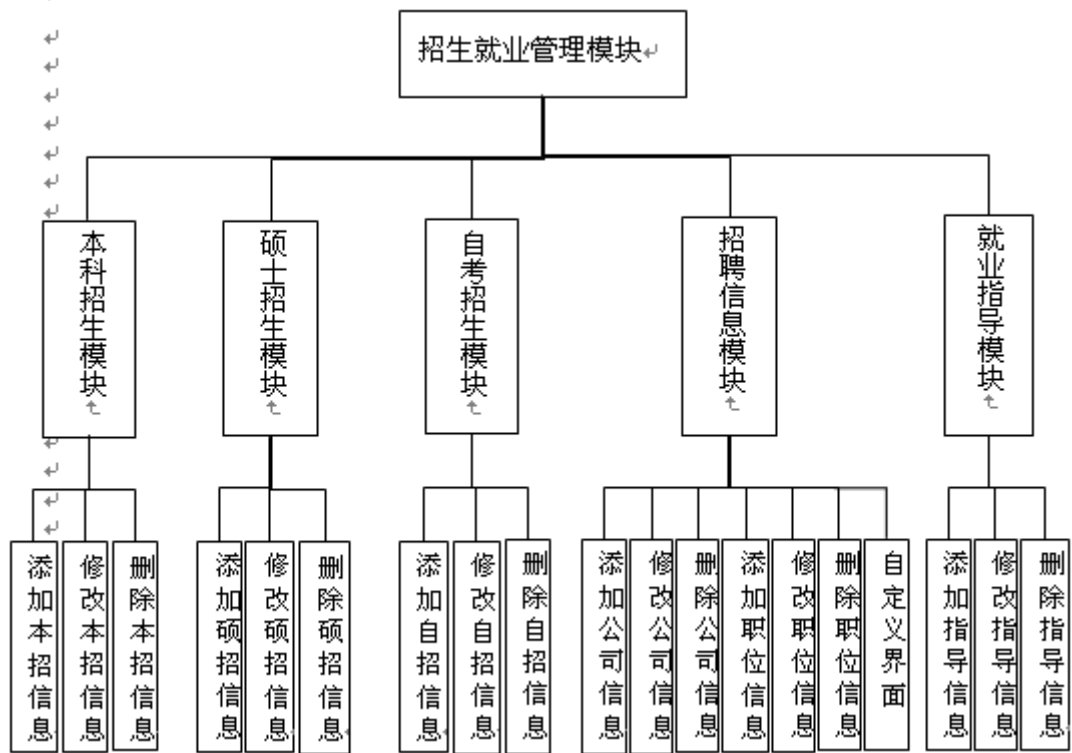 招生就业管理模块
本科招生模块
硕士招生模块
自考招生模块
招聘信息模块
就业指导模块
添加本招信息
修改本招信息
删除本招信息
添加硕招信息
修改硕招信息
删除硕招信息
添加自招信息
修改自招信息
删除自招信息
添加公司信息
修改公司信息
删除公司信息
添加职位信息
修改职位信息
删除职位信息
自定义界面
添加指导信息
修改指导信息
删除指导信息